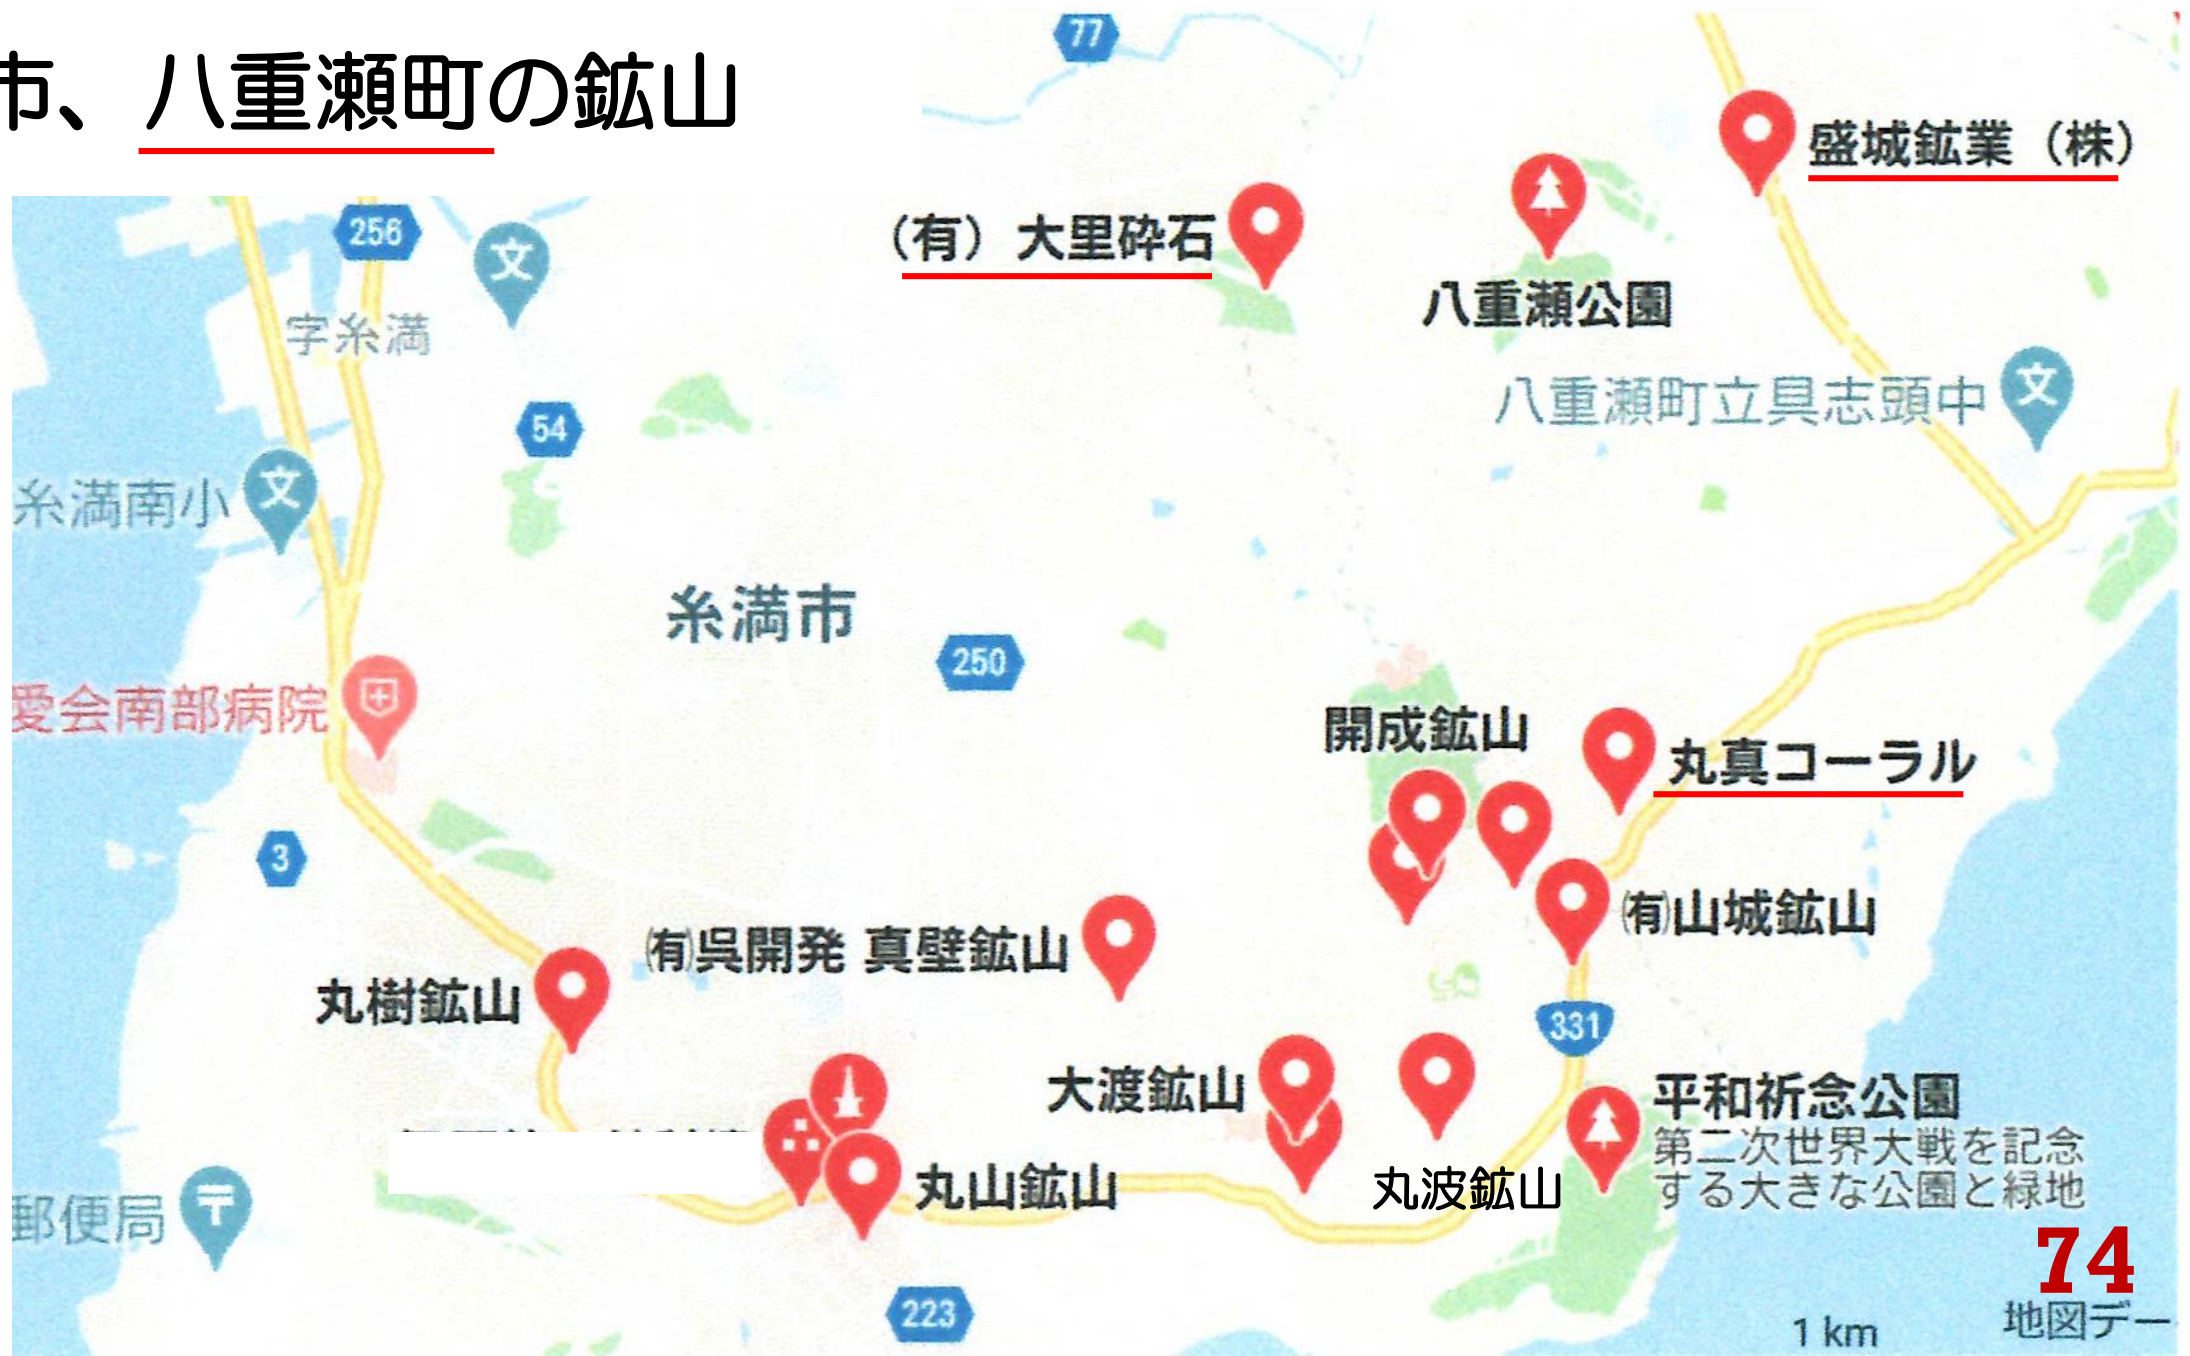 市、八重瀬町の鉱山
77
盛城鉱業（株）
（有）大里砕石
256
文
八重瀬公園
字糸満
文
八重瀬町立具志頭中
54
文
糸満南小
糸満市
250
愛会南部病院
開成鉱山
丸真コーラル
3
㈲山城鉱山
㈲呉開発 真壁鉱山
丸樹鉱山
331
大渡鉱山
平和祈念公園
第二次世界大戦を記念
する大きな公園と緑地
丸山鉱山
丸波鉱山
郵便局
〒
74
223
1 km
地図デー